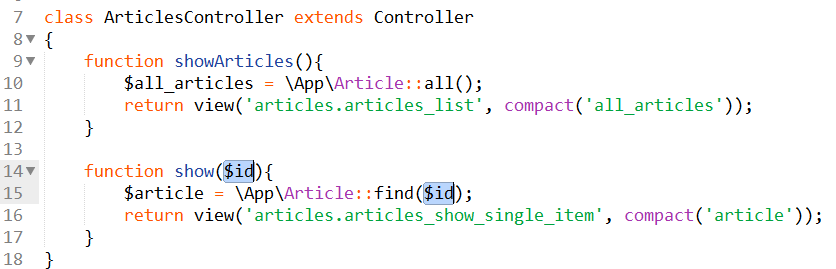 7 class ArticlesController extends Controller
8 {
9 function showArticles(){
10 $all_articles = \App\Article::all();
11 return view('articles.articles_list', compact('all_articles'));
12 }
13
14 function show($id){
15 $article = \App\Article::find($id);
16 return view('articles.articles_show_single_item', compact('article'));
17 }
18 }